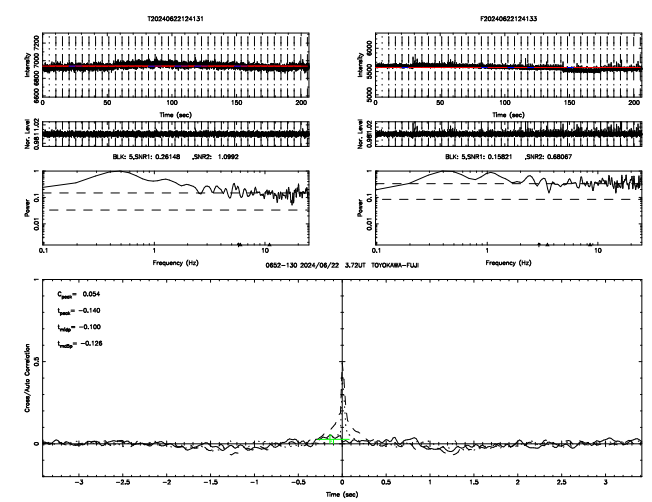 T20240622124131
F20240622124133
Intensity
6600 6800 7000 7200
0 50 100 150 200
Time (sec)
Intensity
5000 5500 6000
0 50 100 150 200
Time (sec)
Nor. Level
Nor. Level
BLK: 5,SNR1: 0.26148 ,SNR2: 1.0992
BLK: 5,SNR1: 0.15821 ,SNR2: 0.68067
Power
0.01 0.1 1
0.1 1 10
Frequency (Hz)
Power
0.01 0.1 1
0.1 1 10
Frequency (Hz)
0652-130 2024/06/22 3.72UT TOYOKAWA-FUJI
Cpeak= 0.054
tpeak= -0.140
tmidp= -0.100
-0.126
Cross/Auto Correlation
0 0.5 1
-3 -2.5 -2 -1.5 -1 -0.5 0 0.5 1 1.5 2 2.5 3
Time (sec)